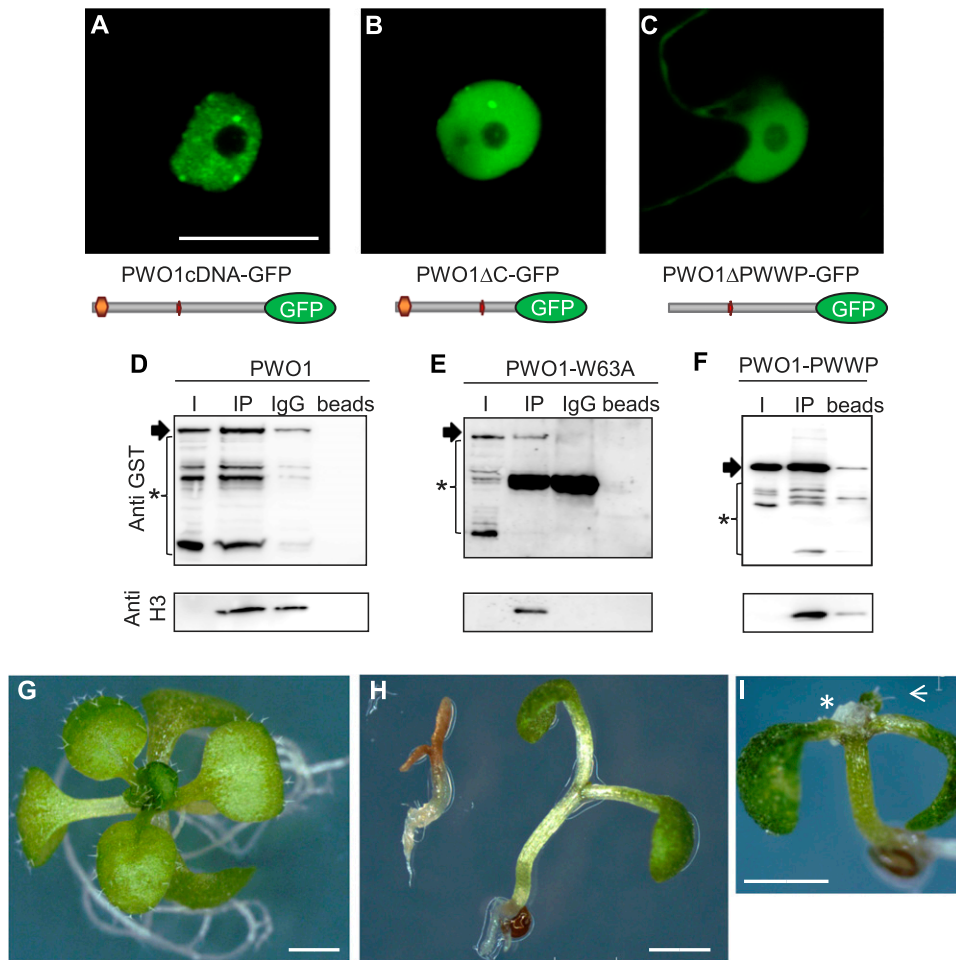 A B C
PWO1cDNA-GFP PWO1ΔC-GFP PWO1ΔPWWP-GFP
GFP GFP GFP
D E F
PWO1 PWO1-W63A PWO1-PWWP
I IP IgG beads I IP IgG beads I IP beads
Anti GST * * *
Anti H3
G H I
*